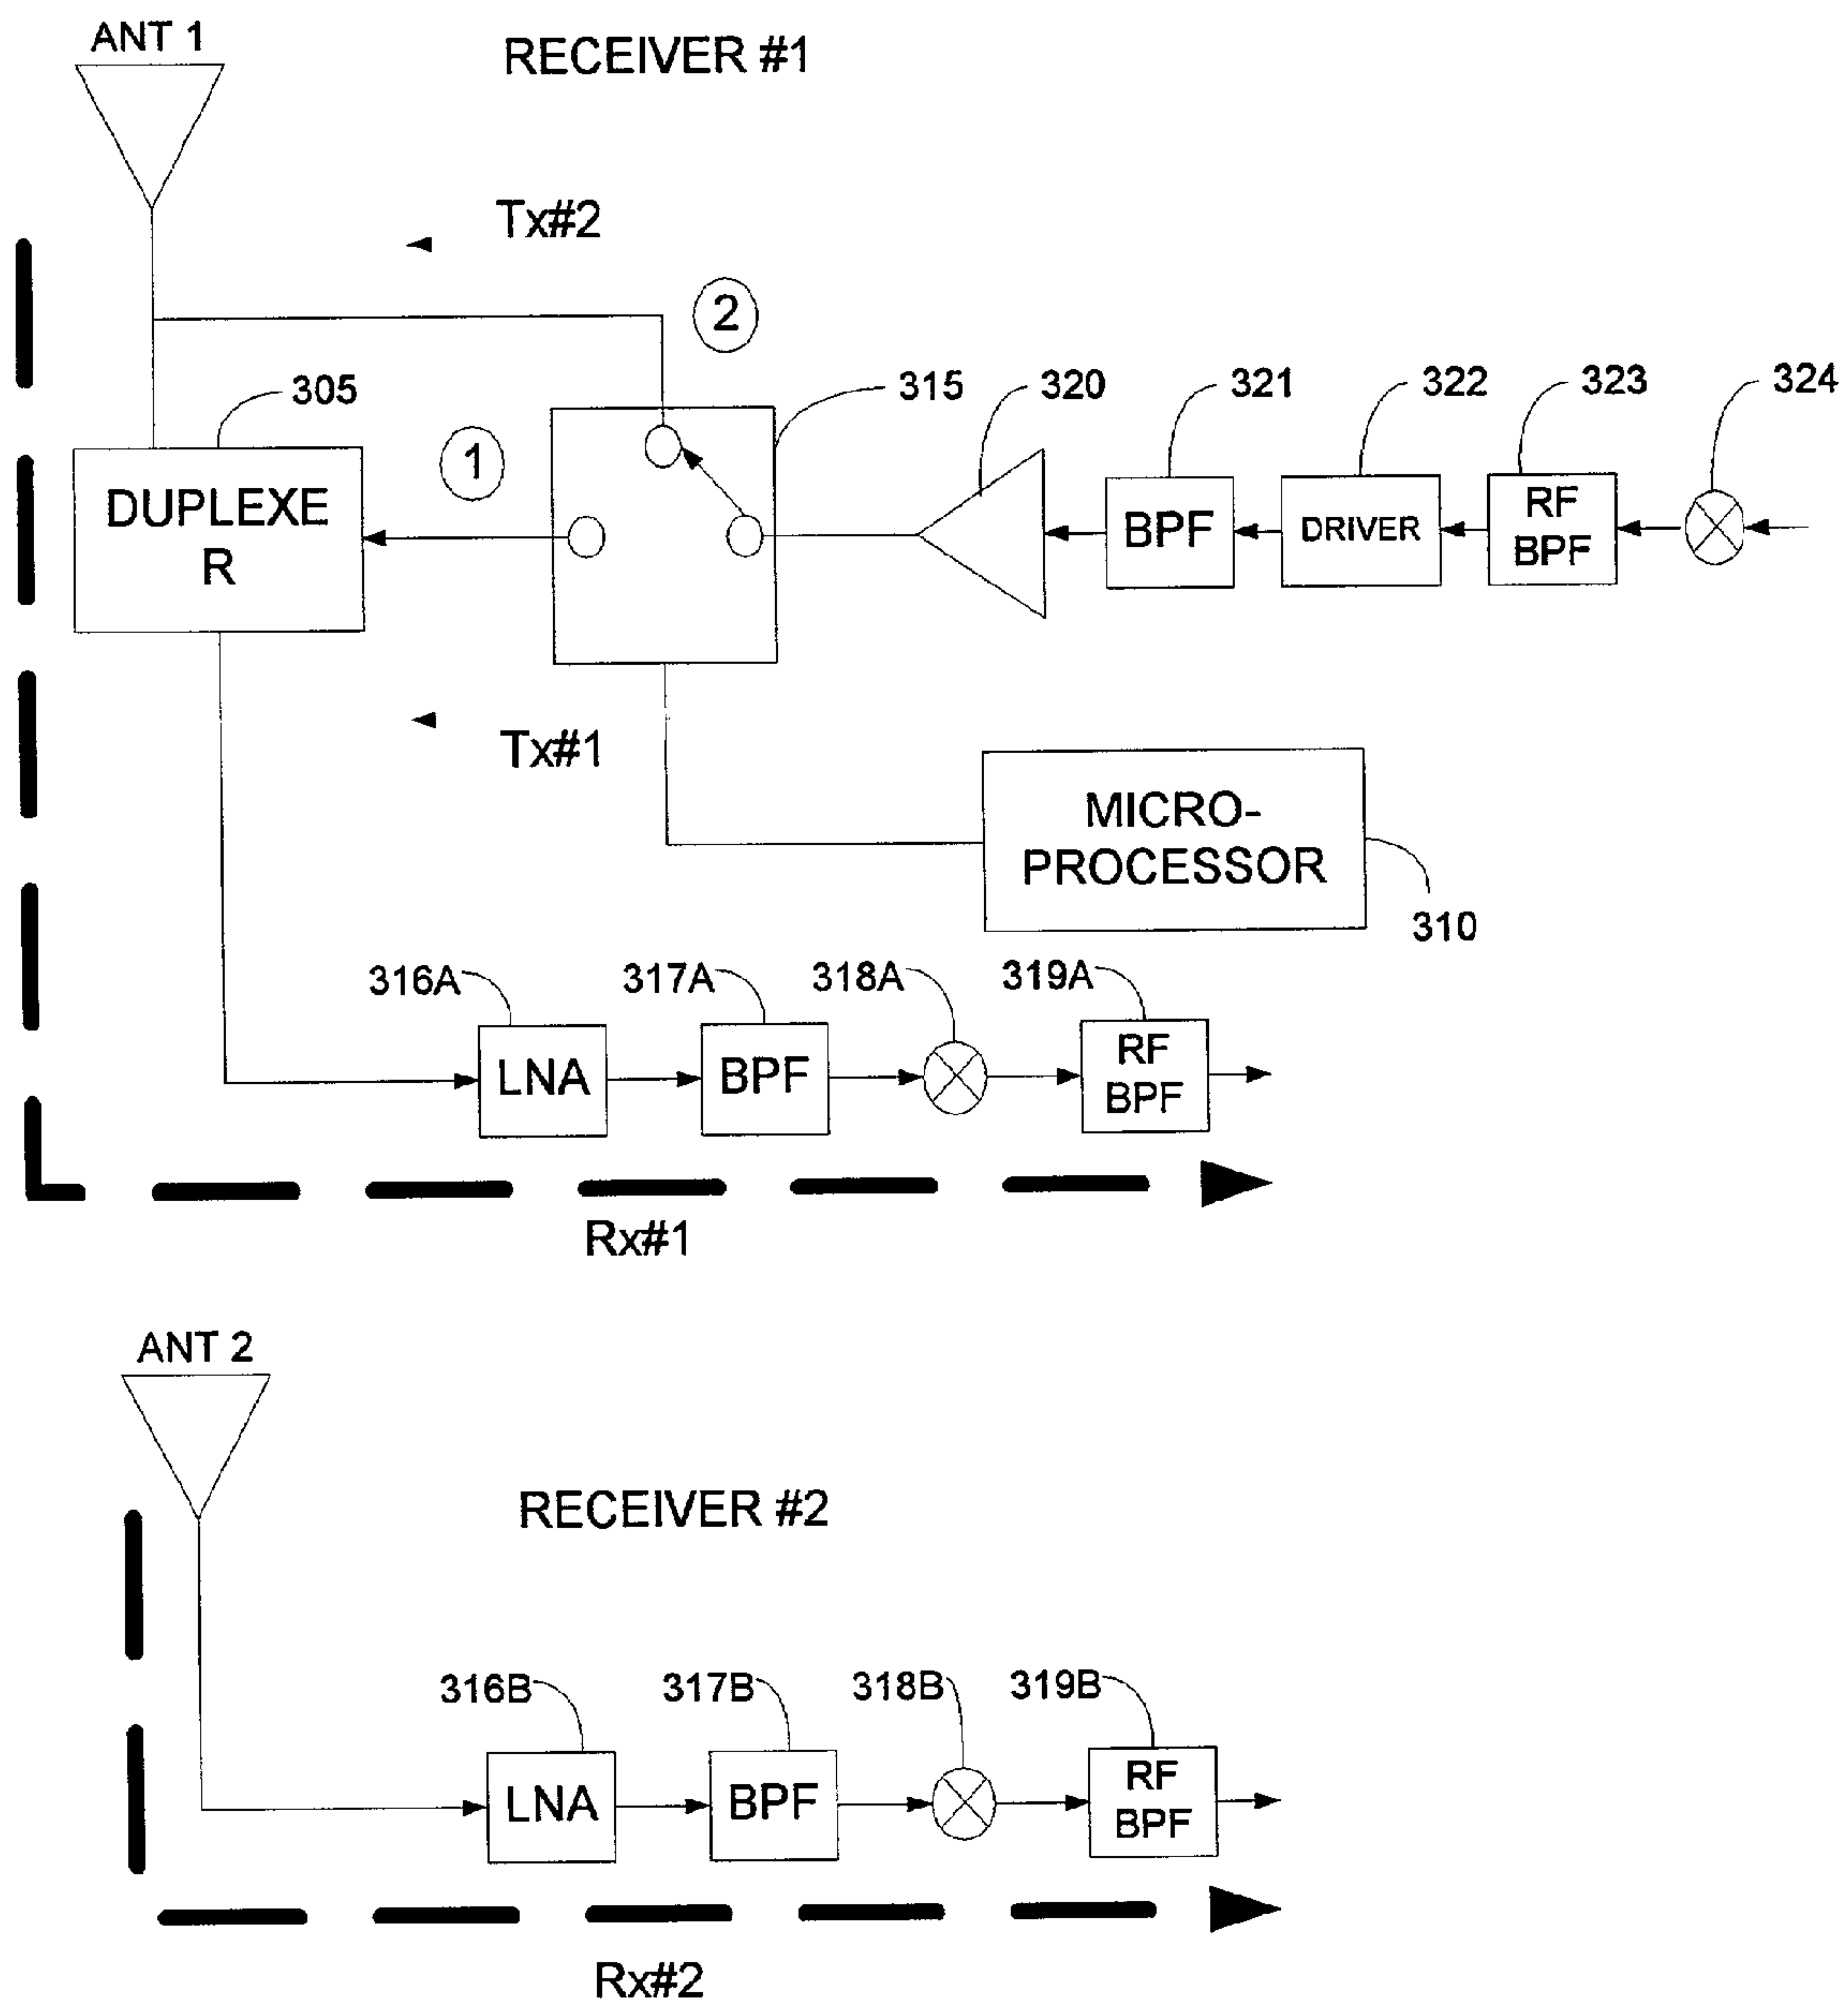 ANT 1
RECEIVER #1
Tx#2
2
305
315
320
321
322
323
324
1
DUPLEXE
R
BPF
DRIVER
RF
BPF
Tx#1
MICRO-
PROCESSOR
310
316A
317A
318A
319A
LNA
BPF
RF
BPF
Rx#1
ANT 2
RECEIVER #2
316B
317B
318B
319B
LNA
BPF
RF
BPF
Rx#2